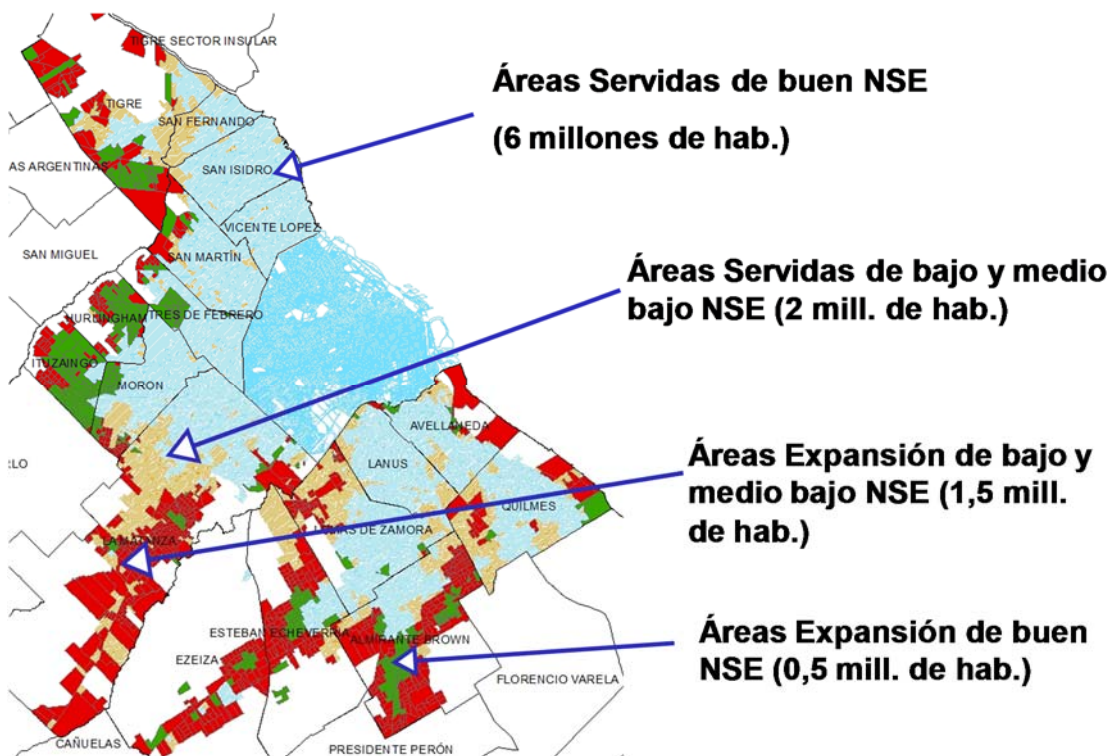 TIGRE SECTOR INSULAR
TIGRE
SAN FERNANDO
AS ARGENTINAS
SAN ISIDRO
VICENTE LOPEZ
SAN MIGUEL
SAN MARTÍN
HURLINGHAM
TRES DE FEBRERO
ITUZAINGO
MORON
AVELLANEDA
RLO
LANUS
QUILMES
LOMAS DE ZAMORA
LA MATANZA
ESTEBAN ECHEVERRIA
ALMIRANTE BROWN
EZEIZA
FLORENCIO VARELA
CAÑUELAS
PRESIDENTE PERÓN
Áreas Servidas de buen NSE
(6 millones de hab.)
Áreas Servidas de bajo y medio
bajo NSE (2 mill. de hab.)
Áreas Expansión de bajo y
medio bajo NSE (1,5 mill.
de hab.)
Áreas Expansión de buen
NSE (0,5 mill. de hab.)